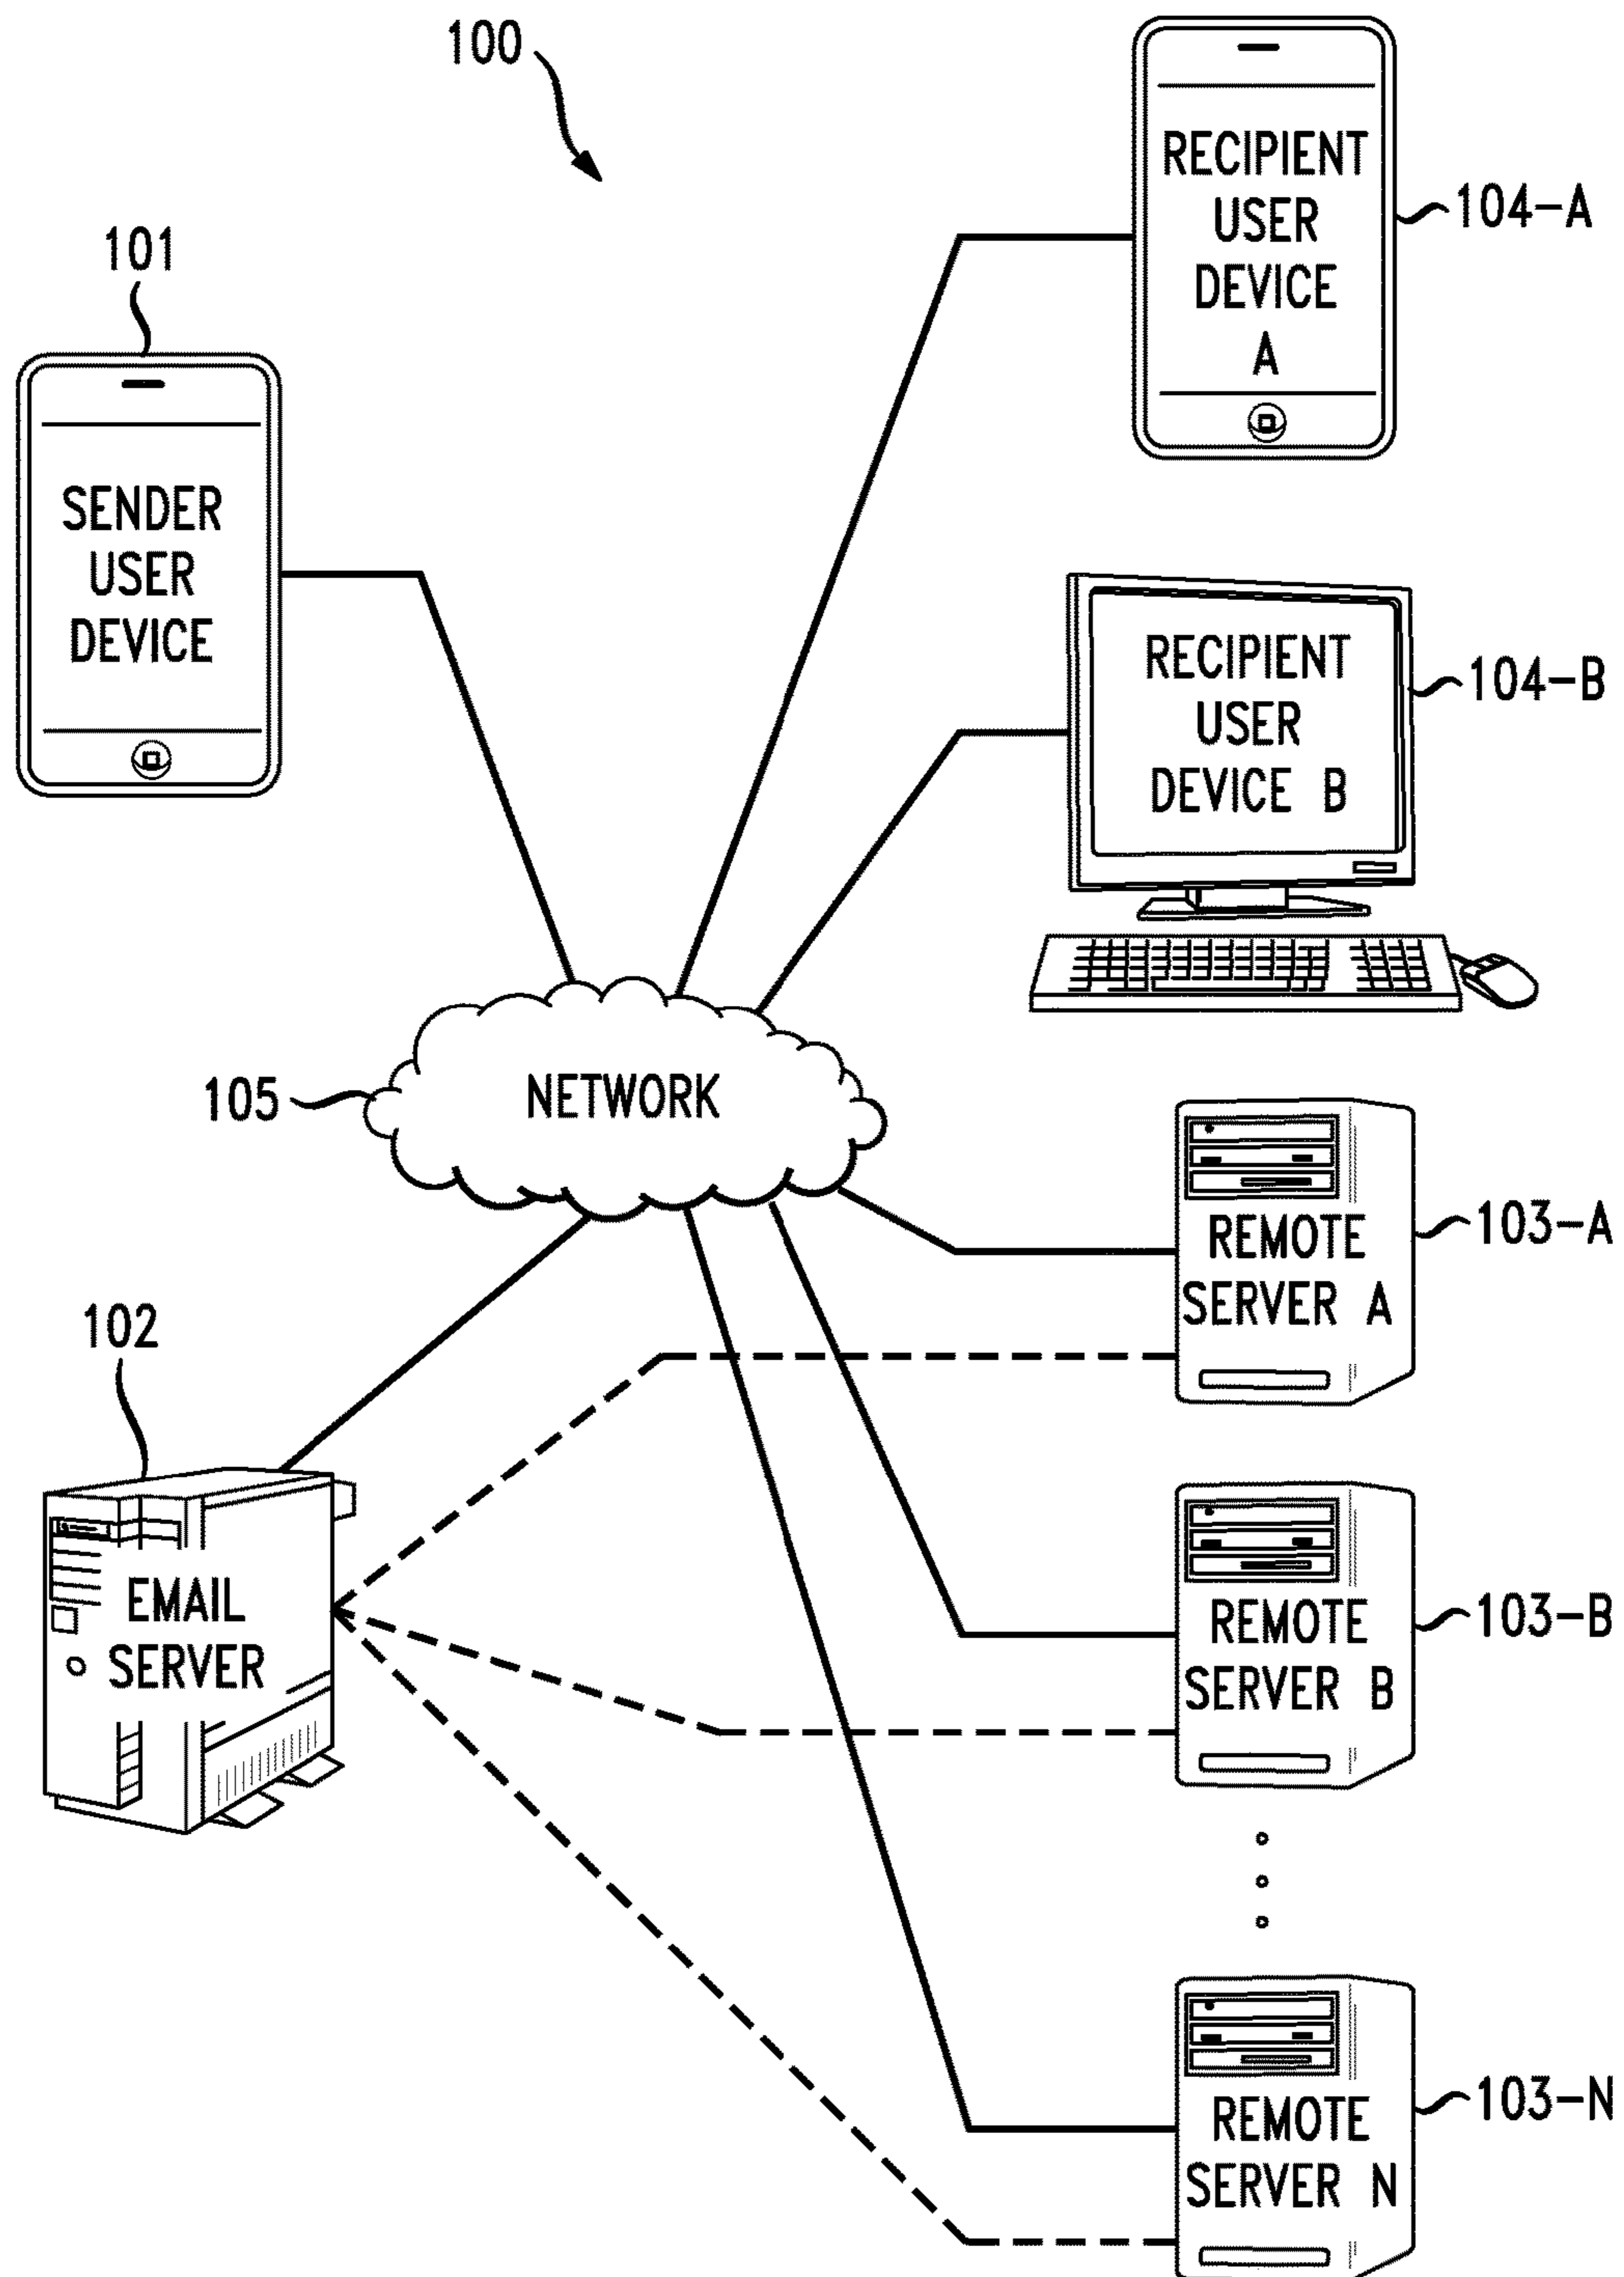 100
RECIPIENT
USER
DEVICE
A
104-A
101
SENDER
USER
DEVICE
RECIPIENT
USER
DEVICE B
104-B
NETWORK
105
REMOTE
SERVER A
103-A
102
EMAIL
SERVER
REMOTE
SERVER B
103-B
REMOTE
SERVER N
103-N